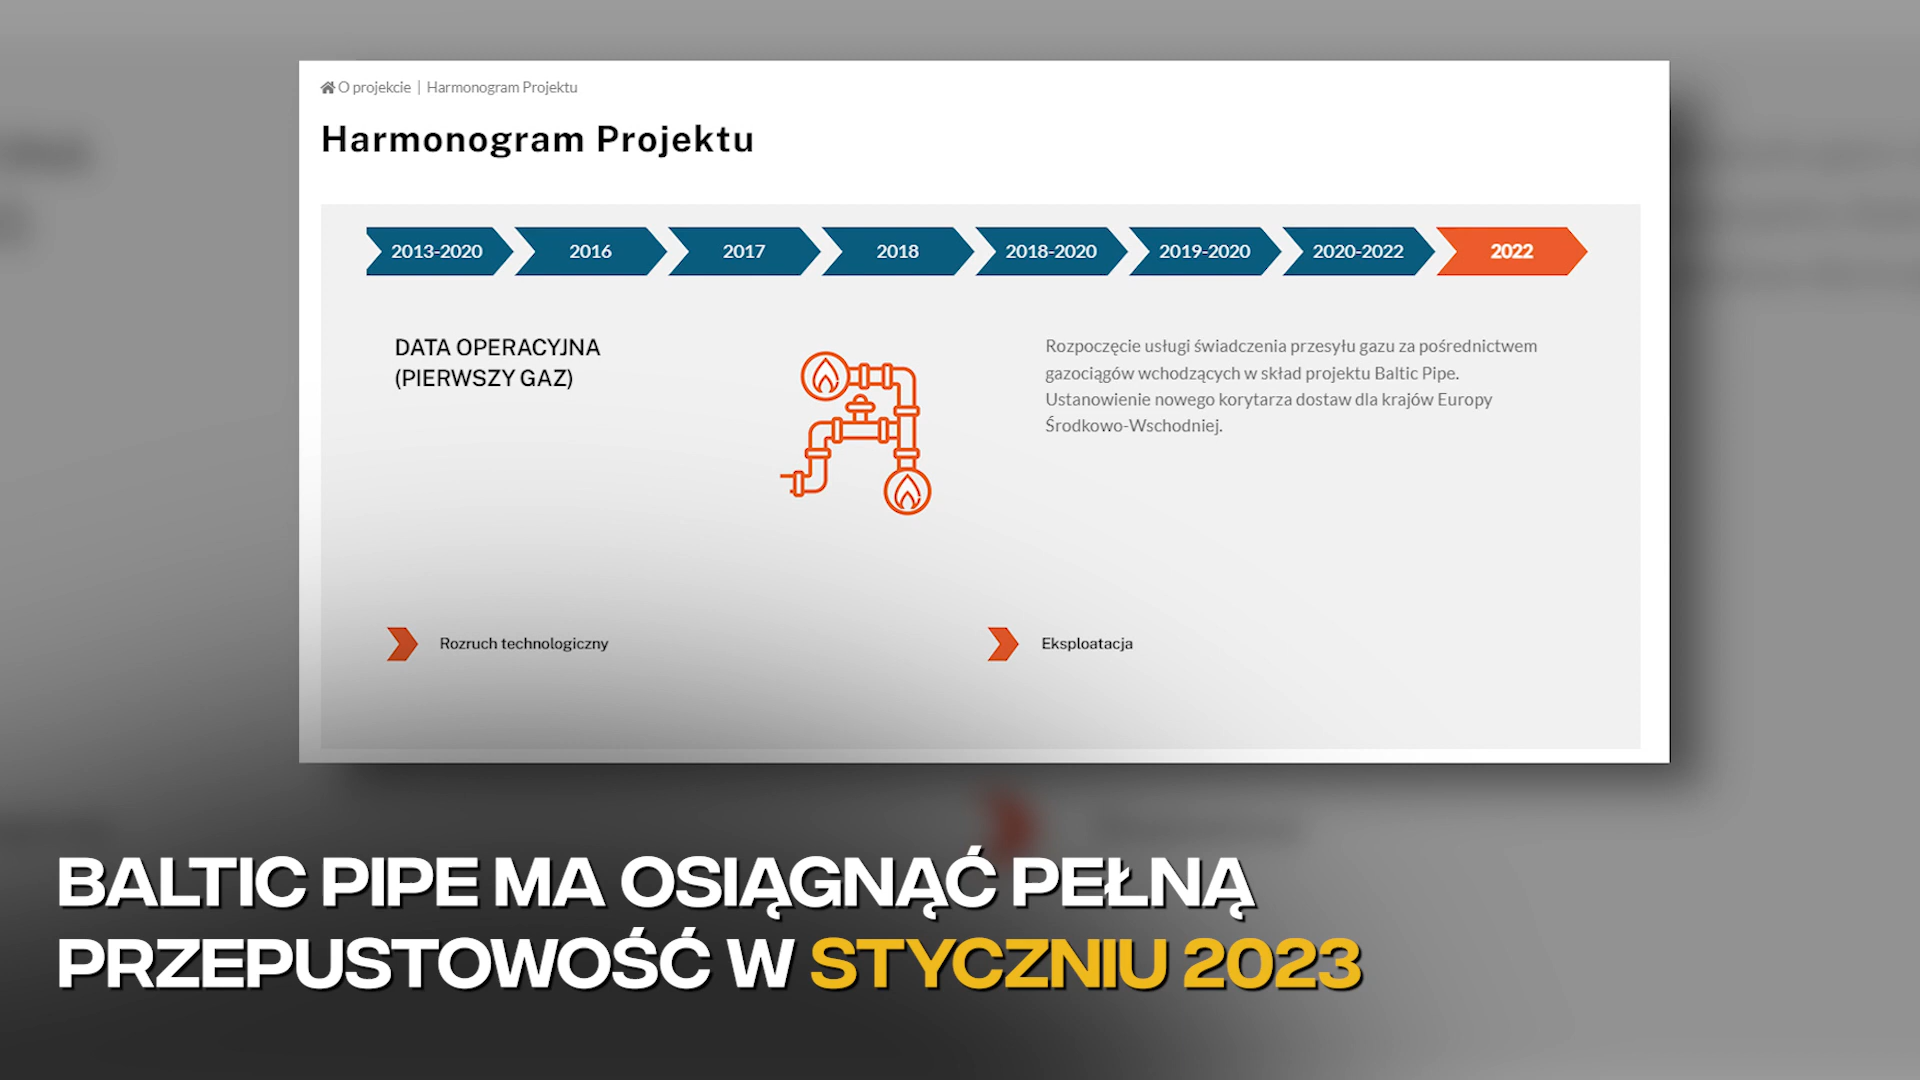 O projekcie | Harmonogram Projektu
Harmonogram Projektu
2013-2020 2016 2017 2018 2018-2020 2019-2020 2020-2022 2022
DATA OPERACYJNA
(PIERWSZY GAZ)
Rozpoczęcie usługi świadczenia przesyłu gazu za pośrednictwem
gazociągów wchodzących w skład projektu Baltic Pipe.
Ustanowienie nowego korytarza dostaw dla krajów Europy
Środkowo-Wschodniej.
Rozruch technologiczny
Eksploatacja
BALTIC PIPE MA OSIĄGNĄĆ PEŁNĄ
PRZEPUSTOWOŚĆ W STYCZNIU 2023